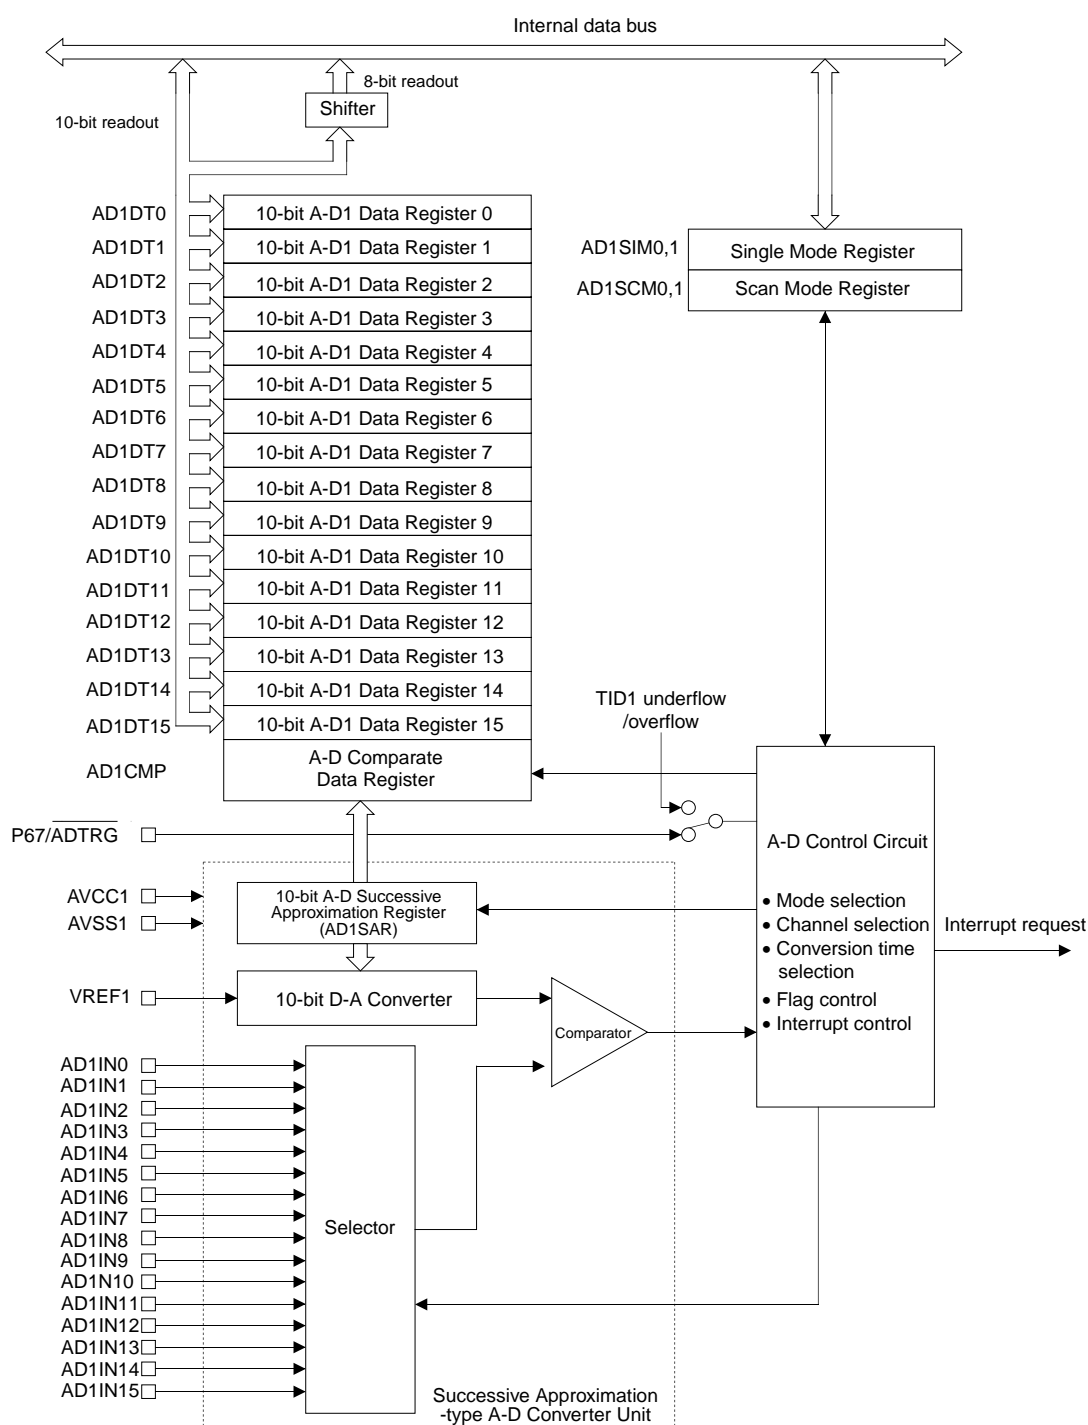 Internal data bus
8-bit readout
Shifter
10-bit readout
AD1DT0 10-bit A-D1 Data Register 0
AD1DT1 10-bit A-D1 Data Register 1
AD1DT2 10-bit A-D1 Data Register 2
AD1DT3 10-bit A-D1 Data Register 3
AD1DT4 10-bit A-D1 Data Register 4
AD1DT5 10-bit A-D1 Data Register 5
AD1DT6 10-bit A-D1 Data Register 6
AD1DT7 10-bit A-D1 Data Register 7
AD1DT8 10-bit A-D1 Data Register 8
AD1DT9 10-bit A-D1 Data Register 9
AD1DT10 10-bit A-D1 Data Register 10
AD1DT11 10-bit A-D1 Data Register 11
AD1DT12 10-bit A-D1 Data Register 12
AD1DT13 10-bit A-D1 Data Register 13
AD1DT14 10-bit A-D1 Data Register 14
AD1DT15 10-bit A-D1 Data Register 15
AD1CMP
A-D Comparate
Data Register
AD1SIM0,1 Single Mode Register
AD1SCM0,1 Scan Mode Register
TID1 underflow
/overflow
P67/ADTRG
AVCC1
AVSS1
10-bit A-D Successive
Approximation Register
(AD1SAR)
VREF1
10-bit D-A Converter
Comparator
A-D Control Circuit
• Mode selection
• Channel selection
• Conversion time
selection
• Flag control
• Interrupt control
Interrupt request
AD1IN0
AD1IN1
AD1IN2
AD1IN3
AD1IN4
AD1IN5
AD1IN6
AD1IN7
AD1IN8
AD1IN9
AD1N10
AD1IN11
AD1IN12
AD1IN13
AD1IN14
AD1IN15
Selector
Successive Approximation
-type A-D Converter Unit